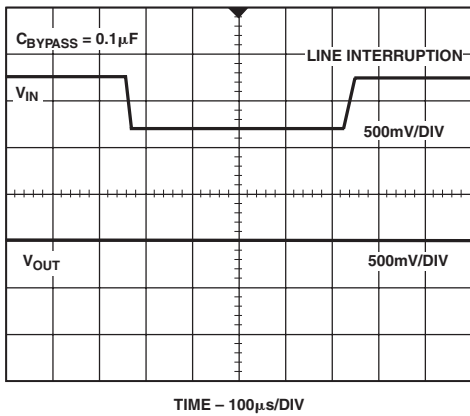 C_BYPASS = 0.1µF
LINE INTERRUPTION
V_IN
500mV/DIV
V_OUT
500mV/DIV
TIME – 100µs/DIV